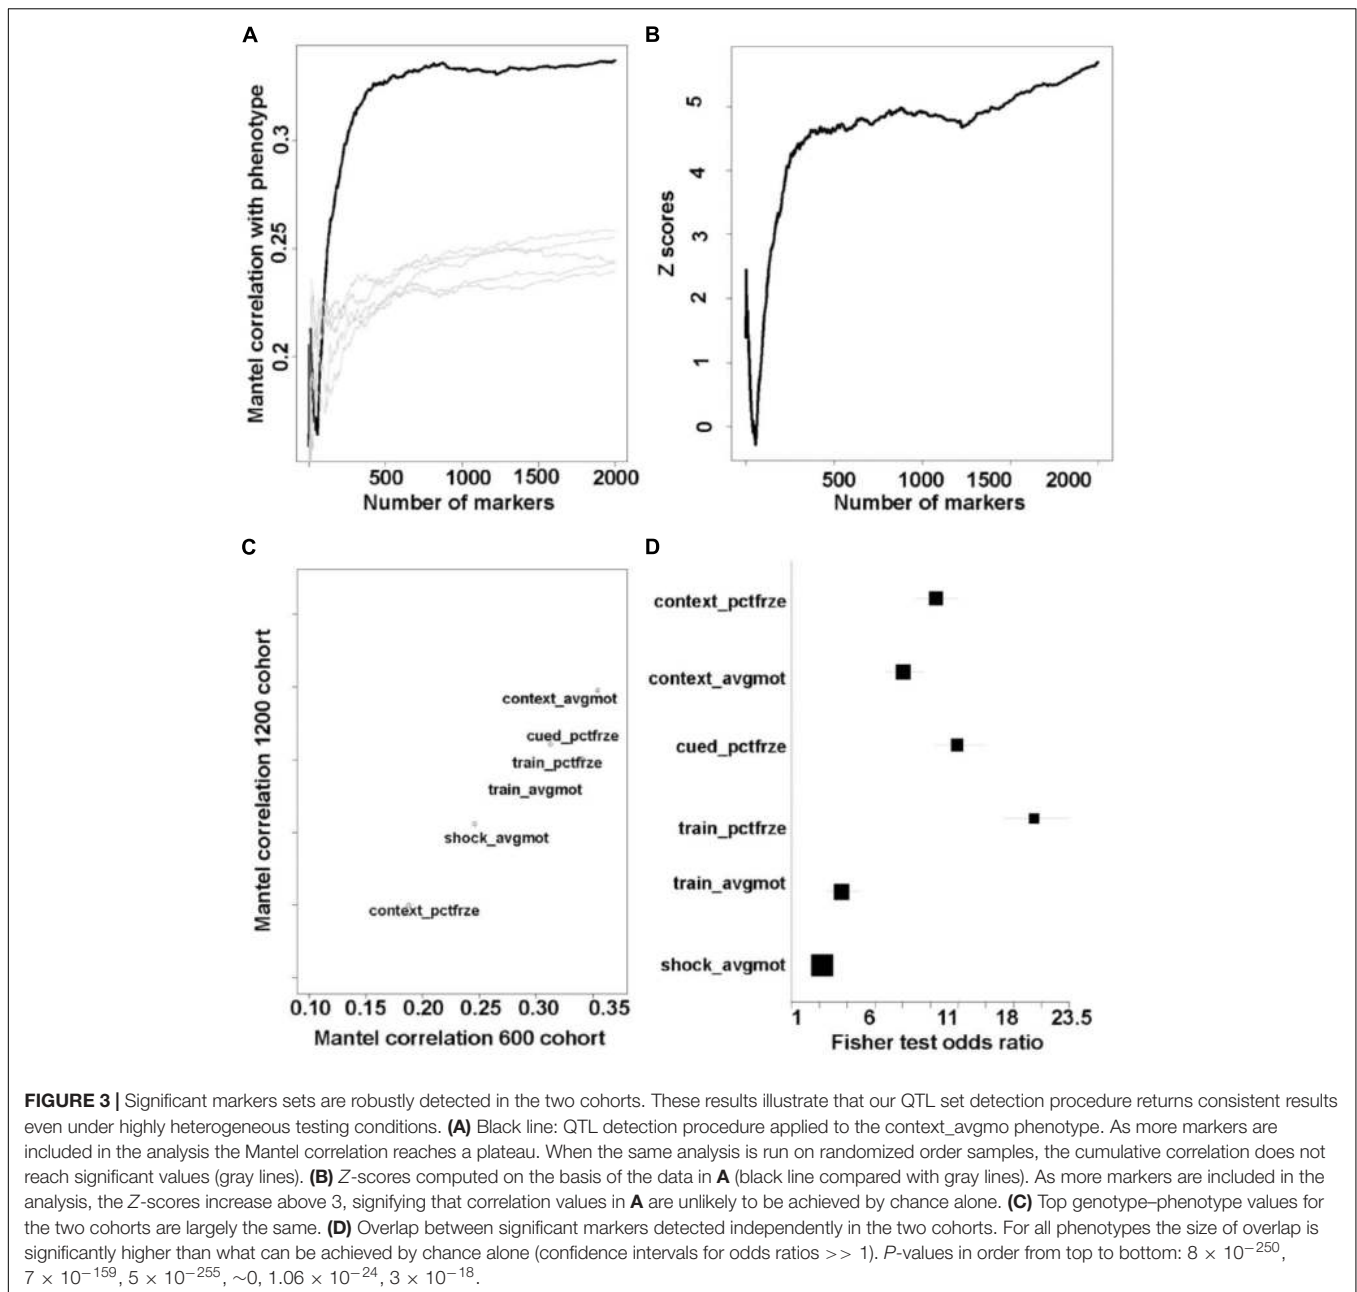 A
Mantel correlation with phenotype
0.3
0.25
0.2
500 1000 1500 2000
Number of markers
B
Z scores
5
4
3
2
1
0
500 1000 1500 2000
Number of markers
C
Mantel correlation 1200 cohort
context_avgmot
cued_pctfrze
train_pctfrze
train_avgmot
shock_avgmot
context_pctfrze
0.10 0.15 0.20 0.25 0.30 0.35
Mantel correlation 600 cohort
D
context_pctfrze
context_avgmot
cued_pctfrze
train_pctfrze
train_avgmot
shock_avgmot
1 6 11 18 23.5
Fisher test odds ratio
FIGURE 3 | Significant markers sets are robustly detected in the two cohorts. These results illustrate that our QTL set detection procedure returns consistent results
even under highly heterogeneous testing conditions. (A) Black line: QTL detection procedure applied to the context_avgmo phenotype. As more markers are
included in the analysis the Mantel correlation reaches a plateau. When the same analysis is run on randomized order samples, the cumulative correlation does not
reach significant values (gray lines). (B) Z-scores computed on the basis of the data in A (black line compared with gray lines). As more markers are included in the
analysis, the Z-scores increase above 3, signifying that correlation values in A are unlikely to be achieved by chance alone. (C) Top genotype–phenotype values for
the two cohorts are largely the same. (D) Overlap between significant markers detected independently in the two cohorts. For all phenotypes the size of overlap is
significantly higher than what can be achieved by chance alone (confidence intervals for odds ratios >> 1). P-values in order from top to bottom: 8 × 10⁻²⁵⁰,
7 × 10⁻¹⁵⁹, 5 × 10⁻²⁵⁵, ~0, 1.06 × 10⁻²⁴, 3 × 10⁻¹⁸.